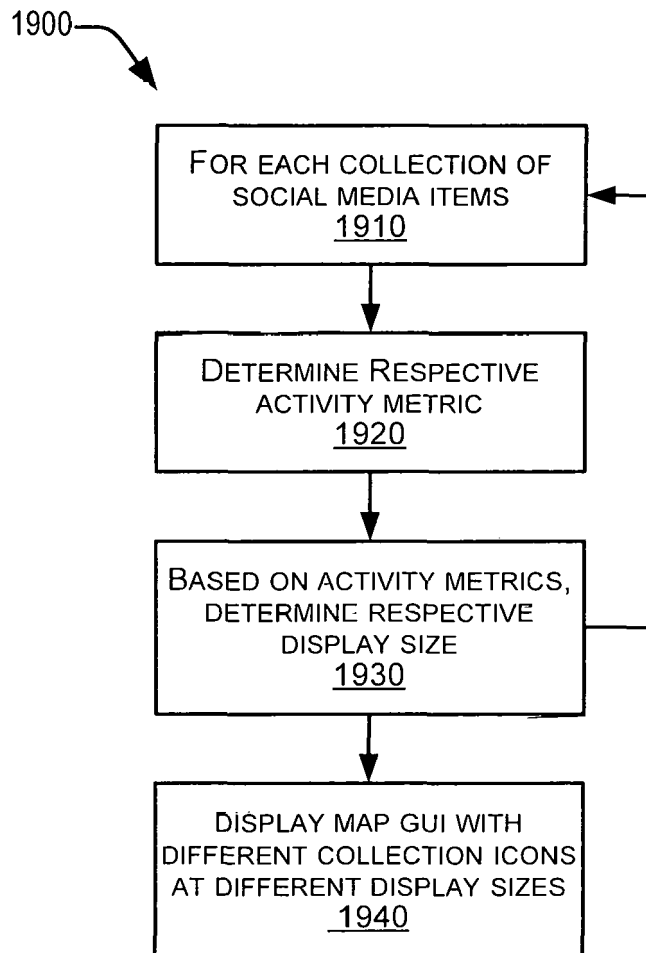 1900
FOR EACH COLLECTION OF
SOCIAL MEDIA ITEMS
1910
DETERMINE RESPECTIVE
ACTIVITY METRIC
1920
BASED ON ACTIVITY METRICS,
DETERMINE RESPECTIVE
DISPLAY SIZE
1930
DISPLAY MAP GUI WITH
DIFFERENT COLLECTION ICONS
AT DIFFERENT DISPLAY SIZES
1940